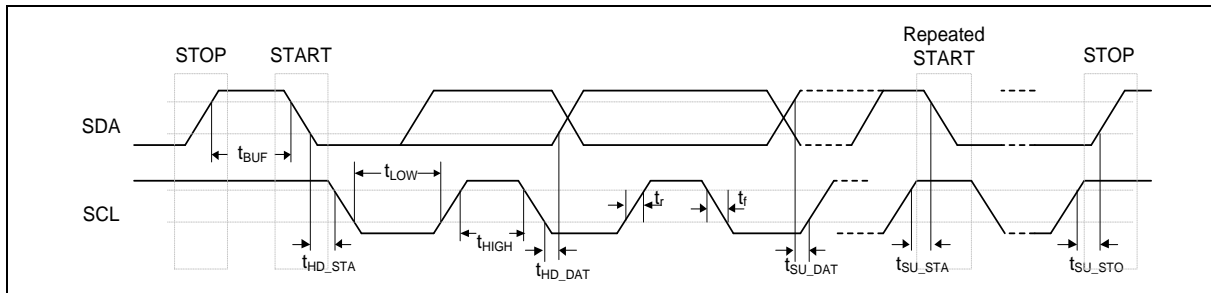 STOP
START
Repeated
START
STOP
SDA
tBUF
tLOW
SCL
tr
tf
tHIGH
tHD_STA
tHD_DAT
tSU_DAT
tSU_STA
tSU_STO